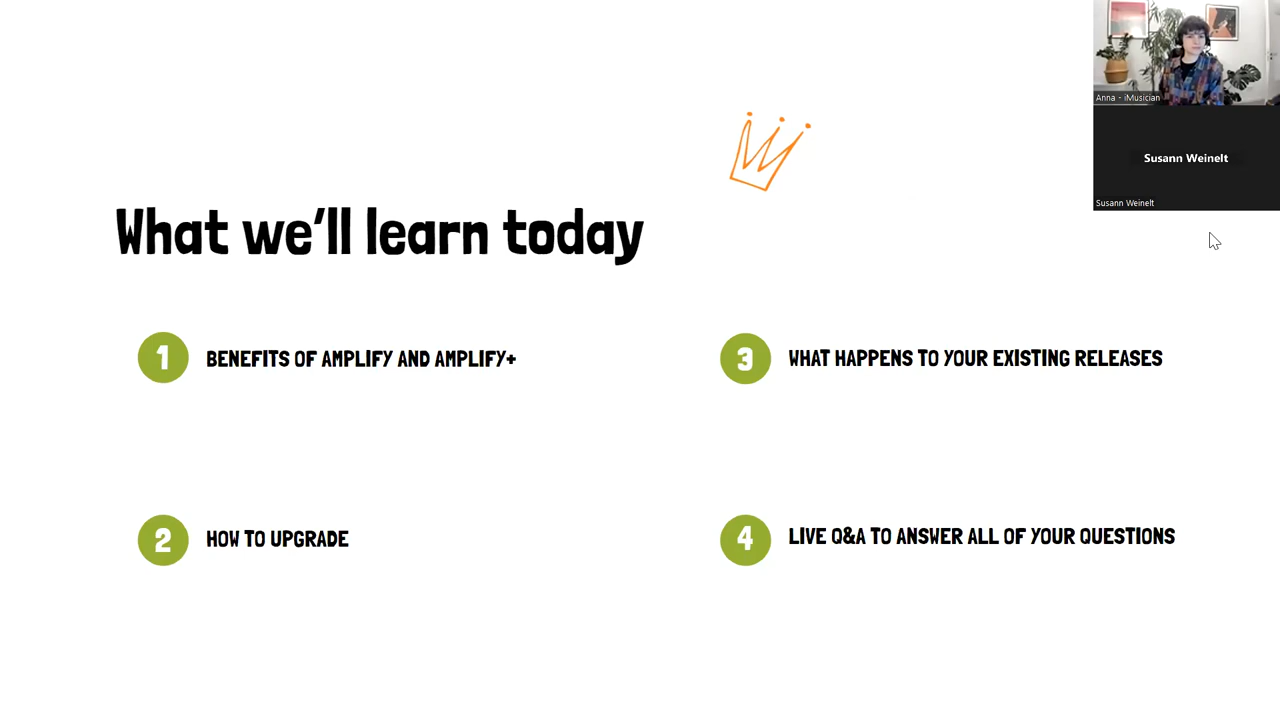 Anna - iMusician
Susann Weinelt
Susann Weinelt
What we'll learn today
1 BENEFITS OF AMPLIFY AND AMPLIFY+
2 HOW TO UPGRADE
3 WHAT HAPPENS TO YOUR EXISTING RELEASES
4 LIVE Q&A TO ANSWER ALL OF YOUR QUESTIONS